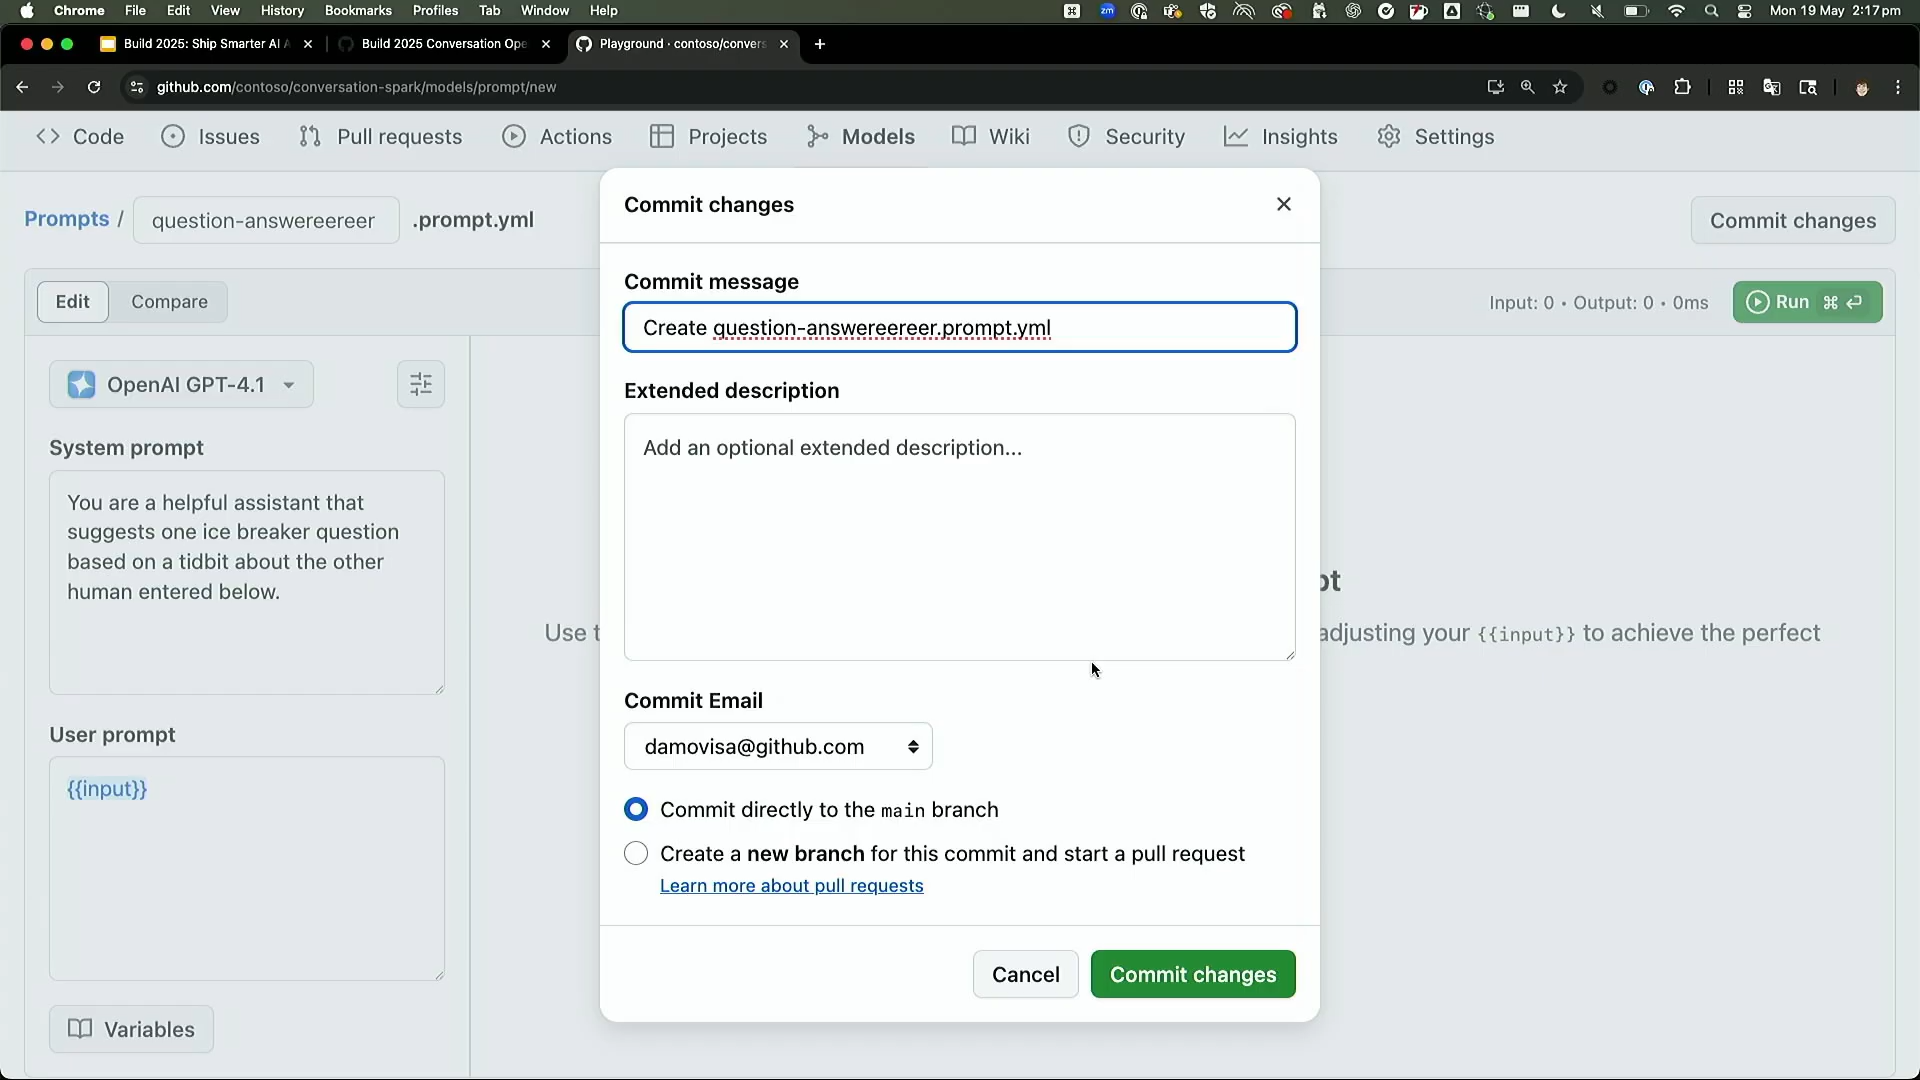 Chrome File Edit View History Bookmarks Profiles Tab Window Help
zm
Mon 19 May 2:17 pm
Build 2025: Ship Smarter AI A
Build 2025 Conversation Ope
Playground · contoso/convers
github.com/contoso/conversation-spark/models/prompt/new
Code
Issues
Pull requests
Actions
Projects
Models
Wiki
Security
Insights
Settings
Prompts / question-answereereer .prompt.yml
Commit changes
Edit
Compare
Input: 0 • Output: 0 • 0ms
Run ⌘ ↵
OpenAI GPT-4.1
System prompt
You are a helpful assistant that
suggests one ice breaker question
based on a tidbit about the other
human entered below.
User prompt
{{input}}
Variables
pt
Use t
adjusting your {{input}} to achieve the perfect
Commit changes
Commit message
Create question-answereereer.prompt.yml
Extended description
Add an optional extended description...
Commit Email
damovisa@github.com
Commit directly to the main branch
Create a new branch for this commit and start a pull request
Learn more about pull requests
Cancel
Commit changes